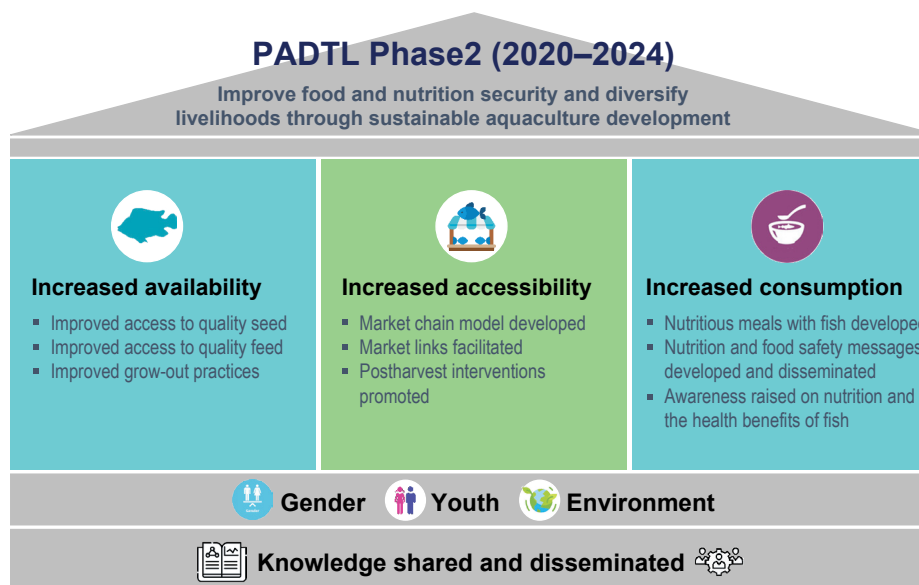 PADTL Phase2 (2020–2024)
Improve food and nutrition security and diversify
livelihoods through sustainable aquaculture development
Increased availability
▪ Improved access to quality seed
▪ Improved access to quality feed
▪ Improved grow-out practices
Increased accessibility
▪ Market chain model developed
▪ Market links facilitated
▪ Postharvest interventions
promoted
Increased consumption
▪ Nutritious meals with fish developed
▪ Nutrition and food safety messages
developed and disseminated
▪ Awareness raised on nutrition and
the health benefits of fish
Gender Youth Environment
Knowledge shared and disseminated